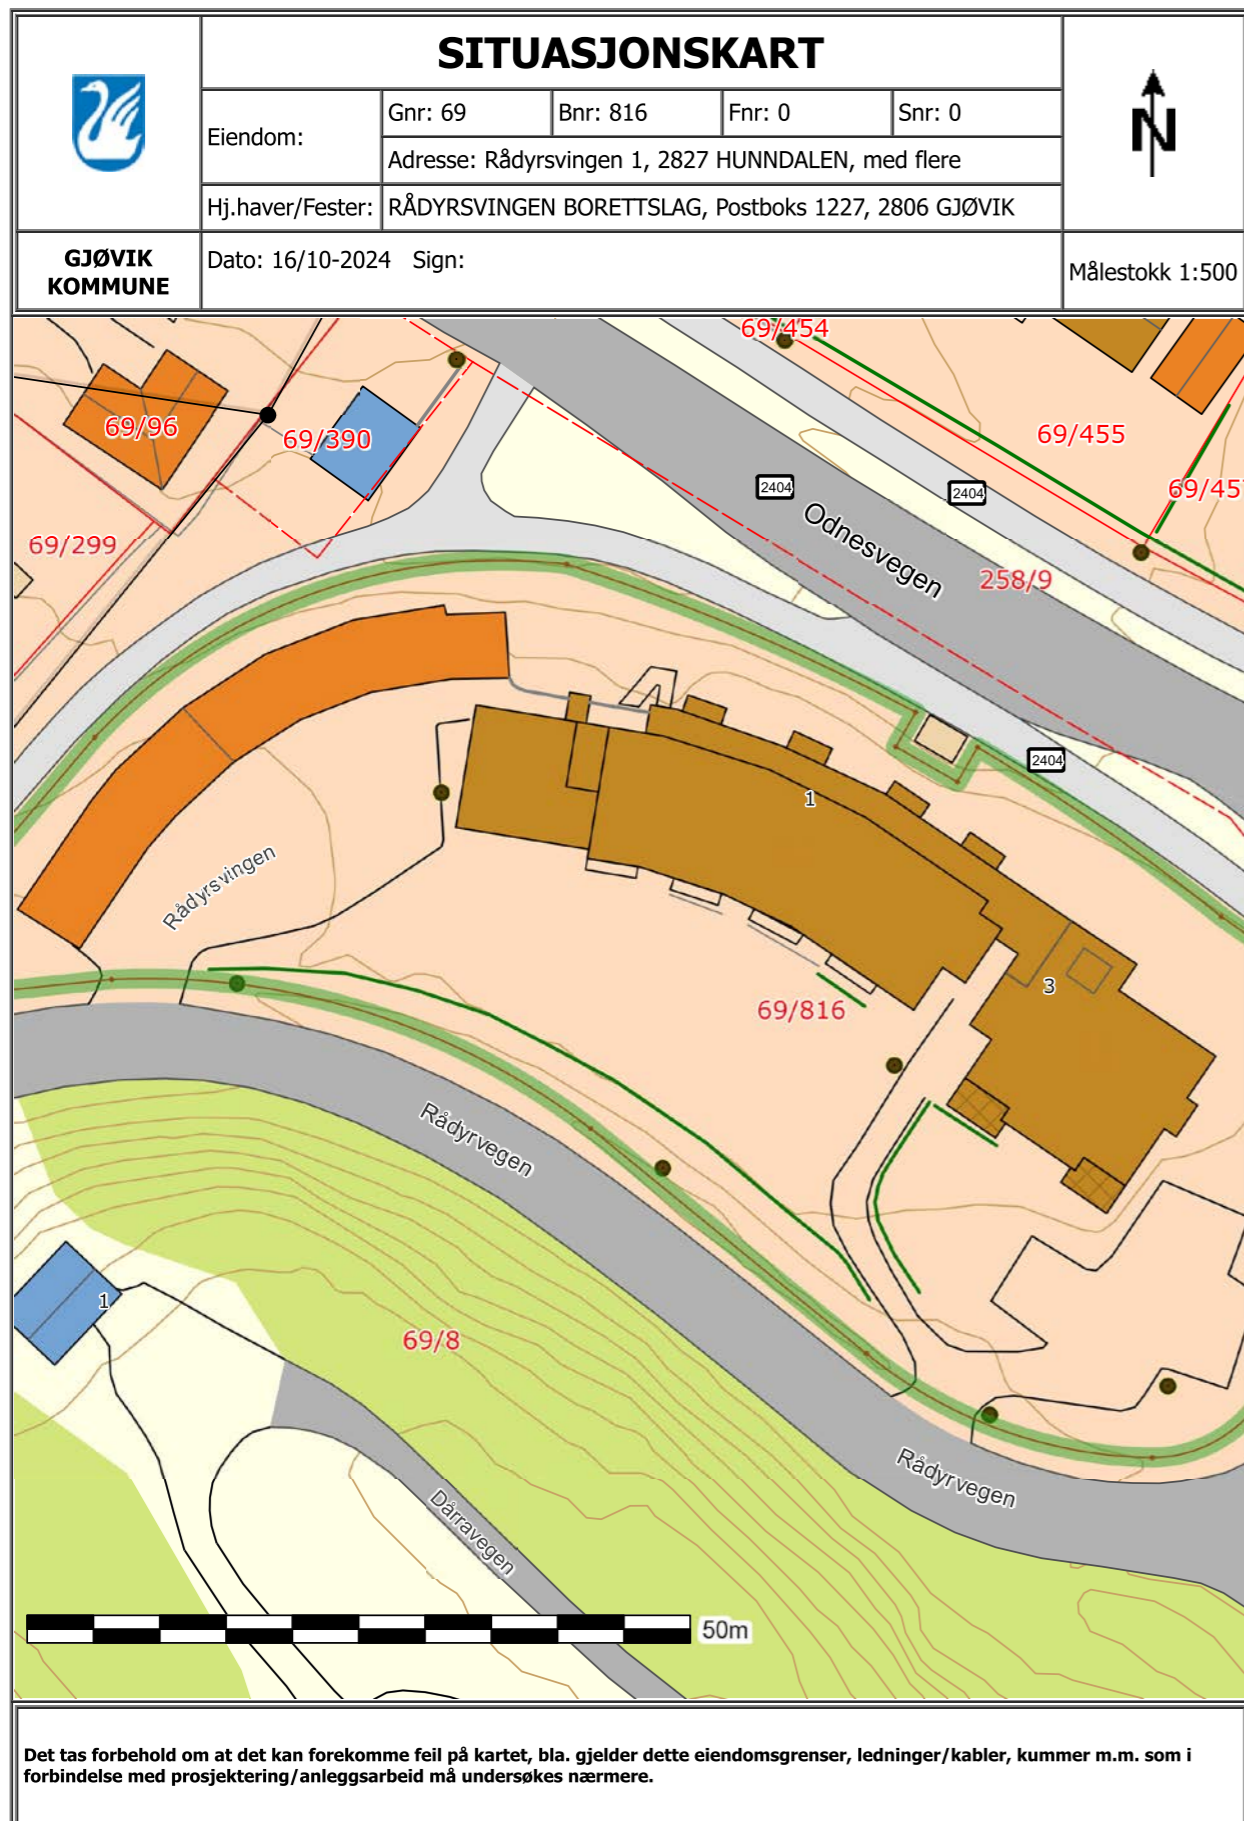 SITUASJONSKART
Eiendom:
Gnr: 69
Bnr: 816
Fnr: 0
Snr: 0
Adresse: Rådyrsvingen 1, 2827 HUNNDALEN, med flere
Hj.haver/Fester:
RÅDYRSVINGEN BORETTSLAG, Postboks 1227, 2806 GJØVIK
N
GJØVIK
KOMMUNE
Dato: 16/10-2024 Sign:
Målestokk 1:500
69/454
69/96
69/390
69/455
69/45
2404
2404
Odnesvegen
69/299
258/9
2404
1
Rådyrsvingen
3
69/816
Rådyrvegen
1
69/8
Rådyrvegen
Dårravegen
50m
Det tas forbehold om at det kan forekomme feil på kartet, bla. gjelder dette eiendomsgrenser, ledninger/kabler, kummer m.m. som i
forbindelse med prosjektering/anleggsarbeid må undersøkes nærmere.